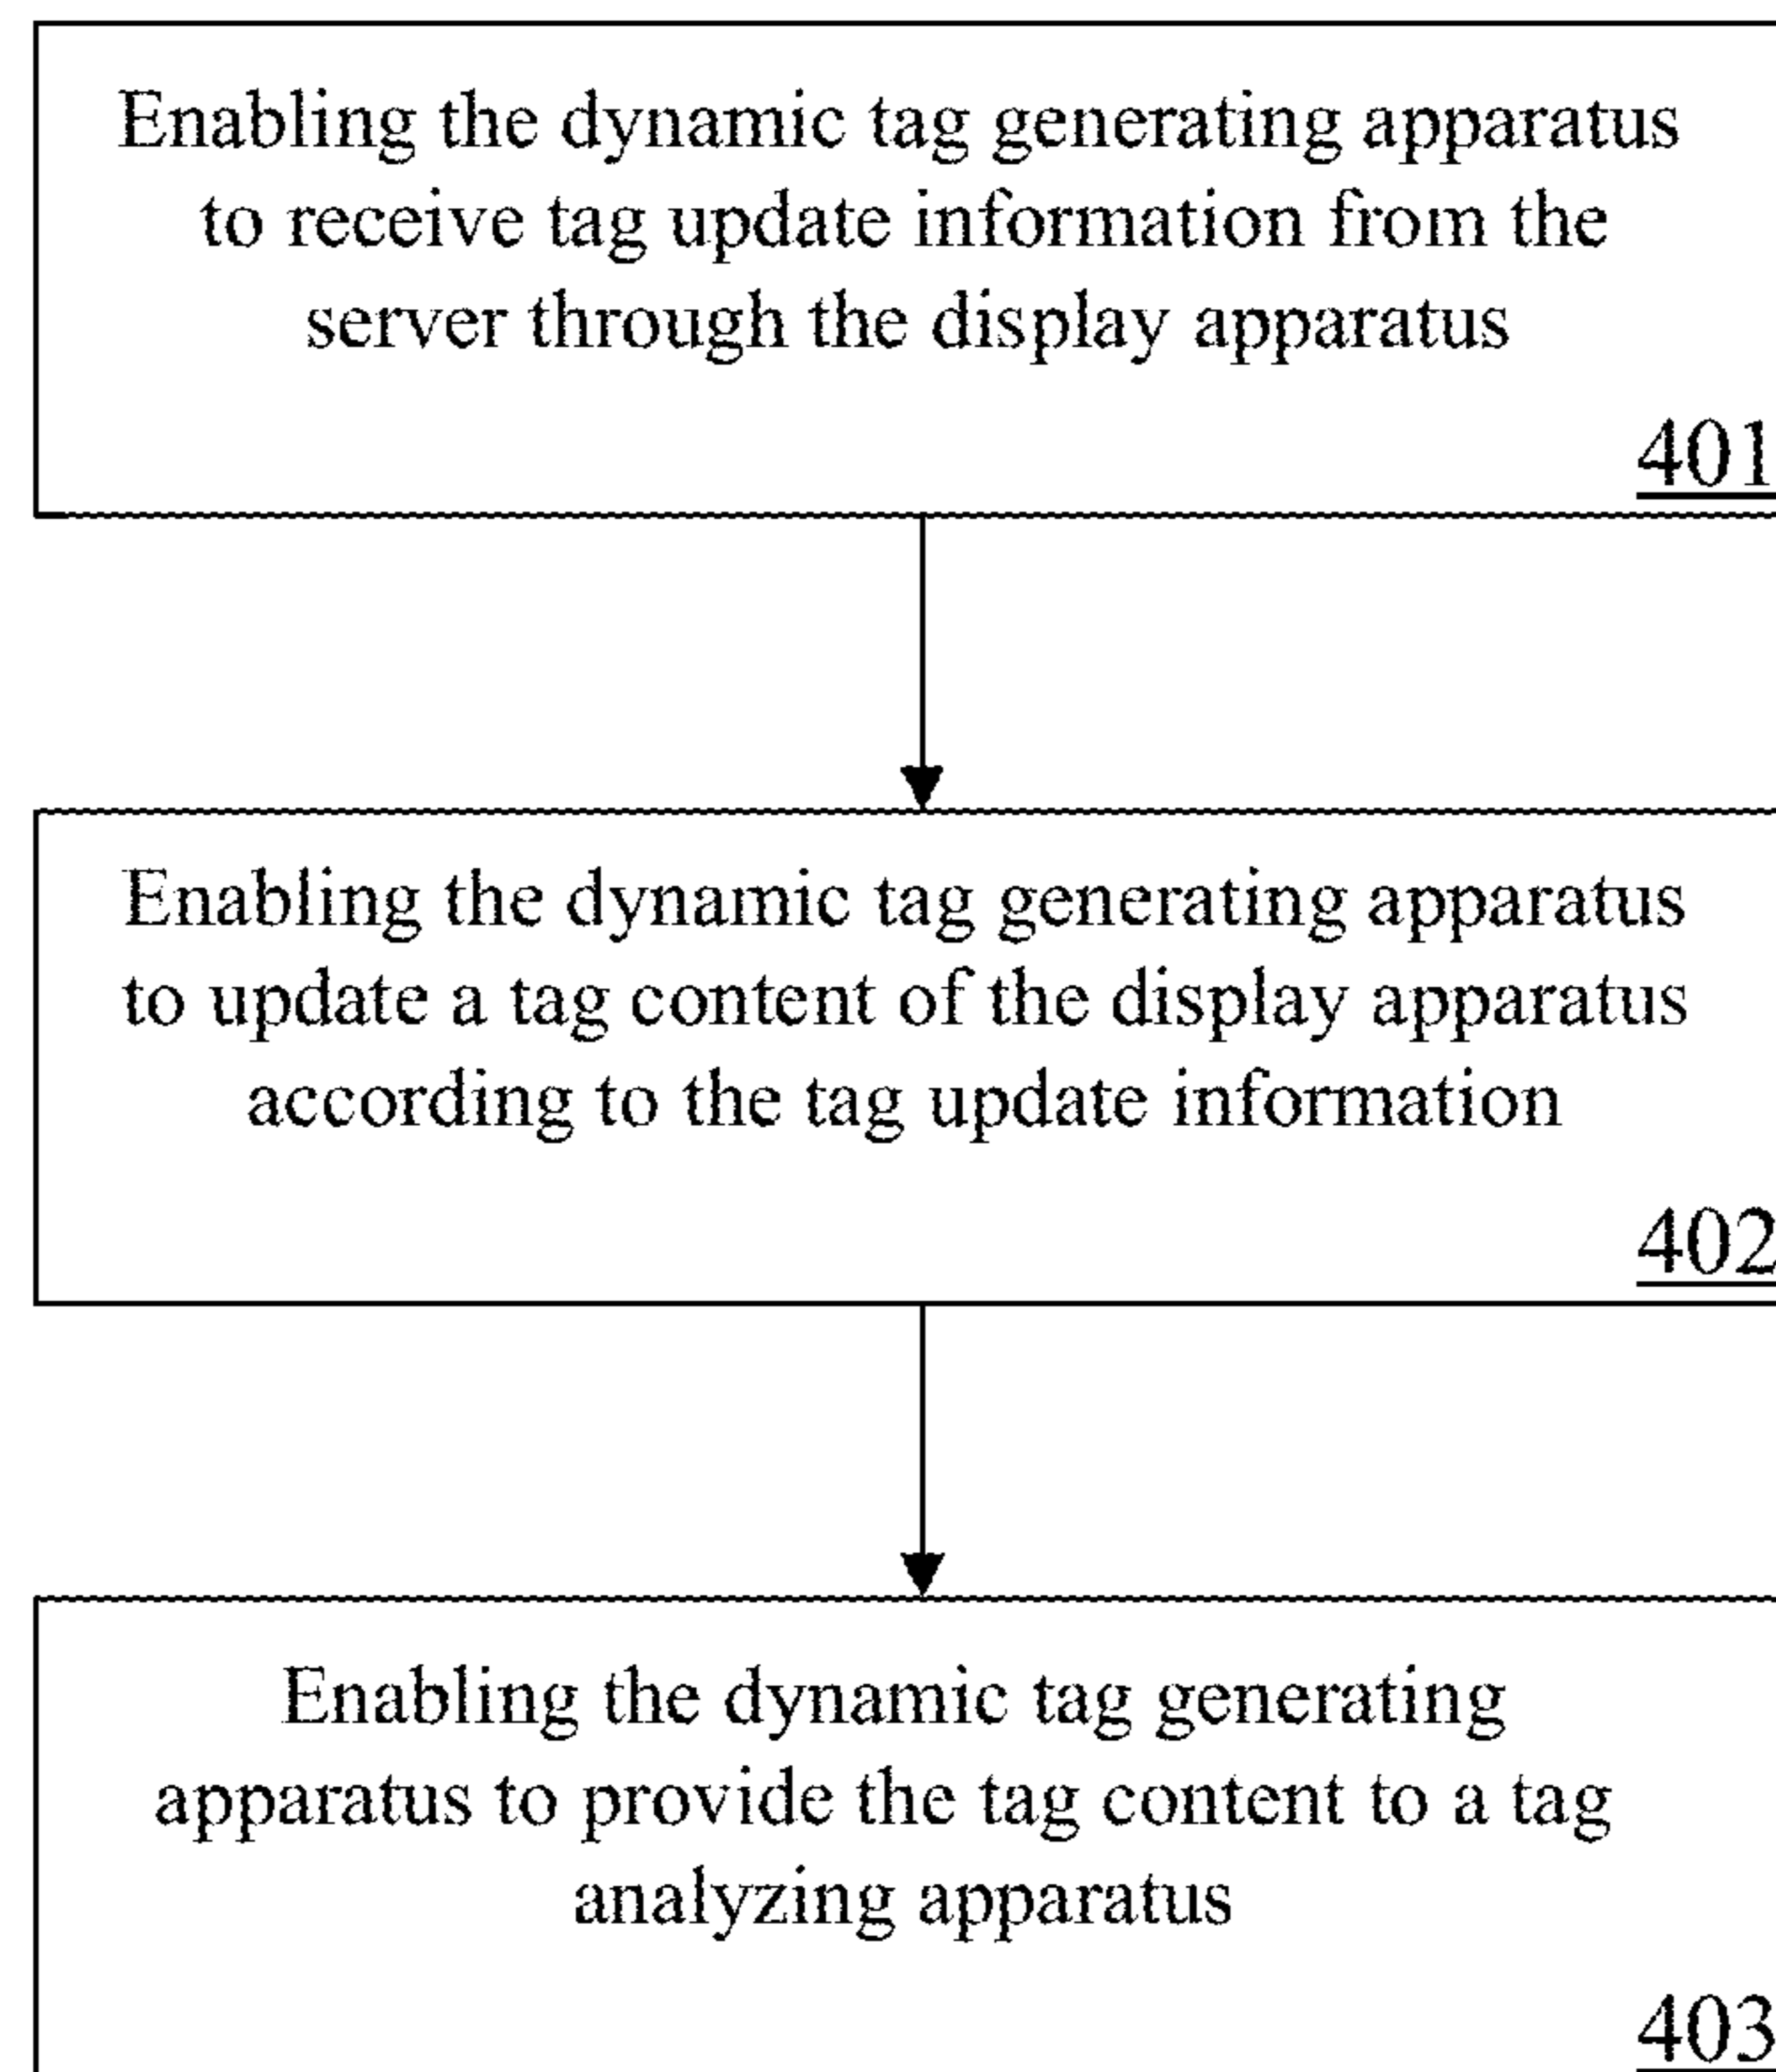 Enabling the dynamic tag generating apparatus
to receive tag update information from the
server through the display apparatus
401
Enabling the dynamic tag generating apparatus
to update a tag content of the display apparatus
according to the tag update information
402
Enabling the dynamic tag generating
apparatus to provide the tag content to a tag
analyzing apparatus
403